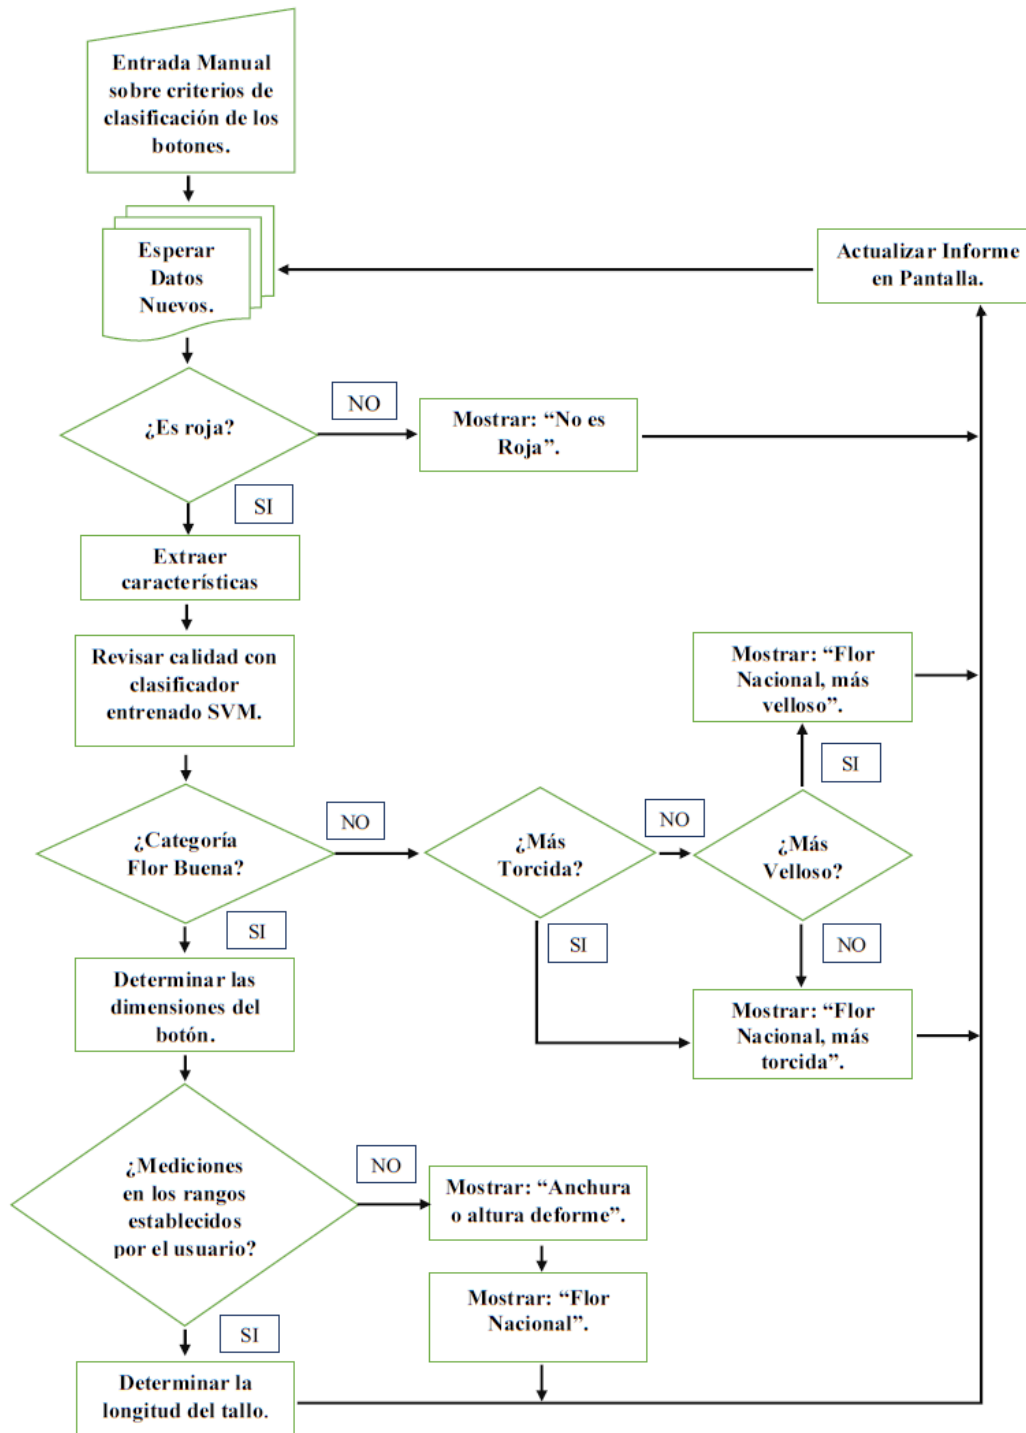 Entrada Manual
sobre criterios de
clasificación de los
botones.
Esperar
Datos
Nuevos.
Actualizar Informe
en Pantalla.
¿Es roja?
NO
Mostrar: “No es
Roja”.
SI
Extraer
características
Revisar calidad con
clasificador
entrenado SVM.
Mostrar: “Flor
Nacional, más
velloso”.
SI
¿Categoría
Flor Buena?
NO
¿Más
Torcida?
NO
¿Más
Velloso?
SI
SI
NO
Determinar las
dimensiones del
botón.
Mostrar: “Flor
Nacional, más
torcida”.
¿Mediciones
en los rangos
establecidos
por el usuario?
NO
Mostrar: “Anchura
o altura deforme”.
Mostrar: “Flor
Nacional”.
SI
Determinar la
longitud del tallo.